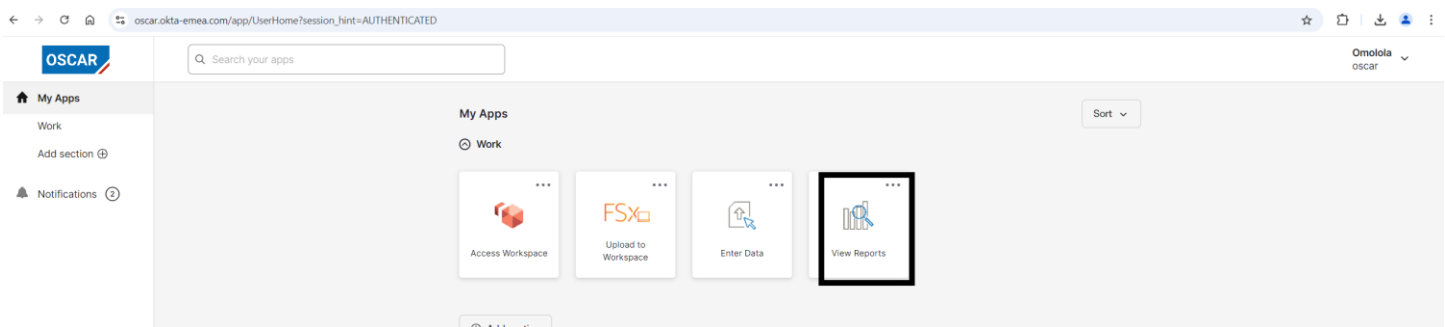 oscar.okta-emea.com/app/UserHome?session_hint=AUTHENTICATED
OSCAR
Search your apps
Omolola
oscar
My Apps
Work
Add section
Notifications 2
My Apps
Sort
Work
Access Workspace
FSx
Upload to
Workspace
Enter Data
View Reports